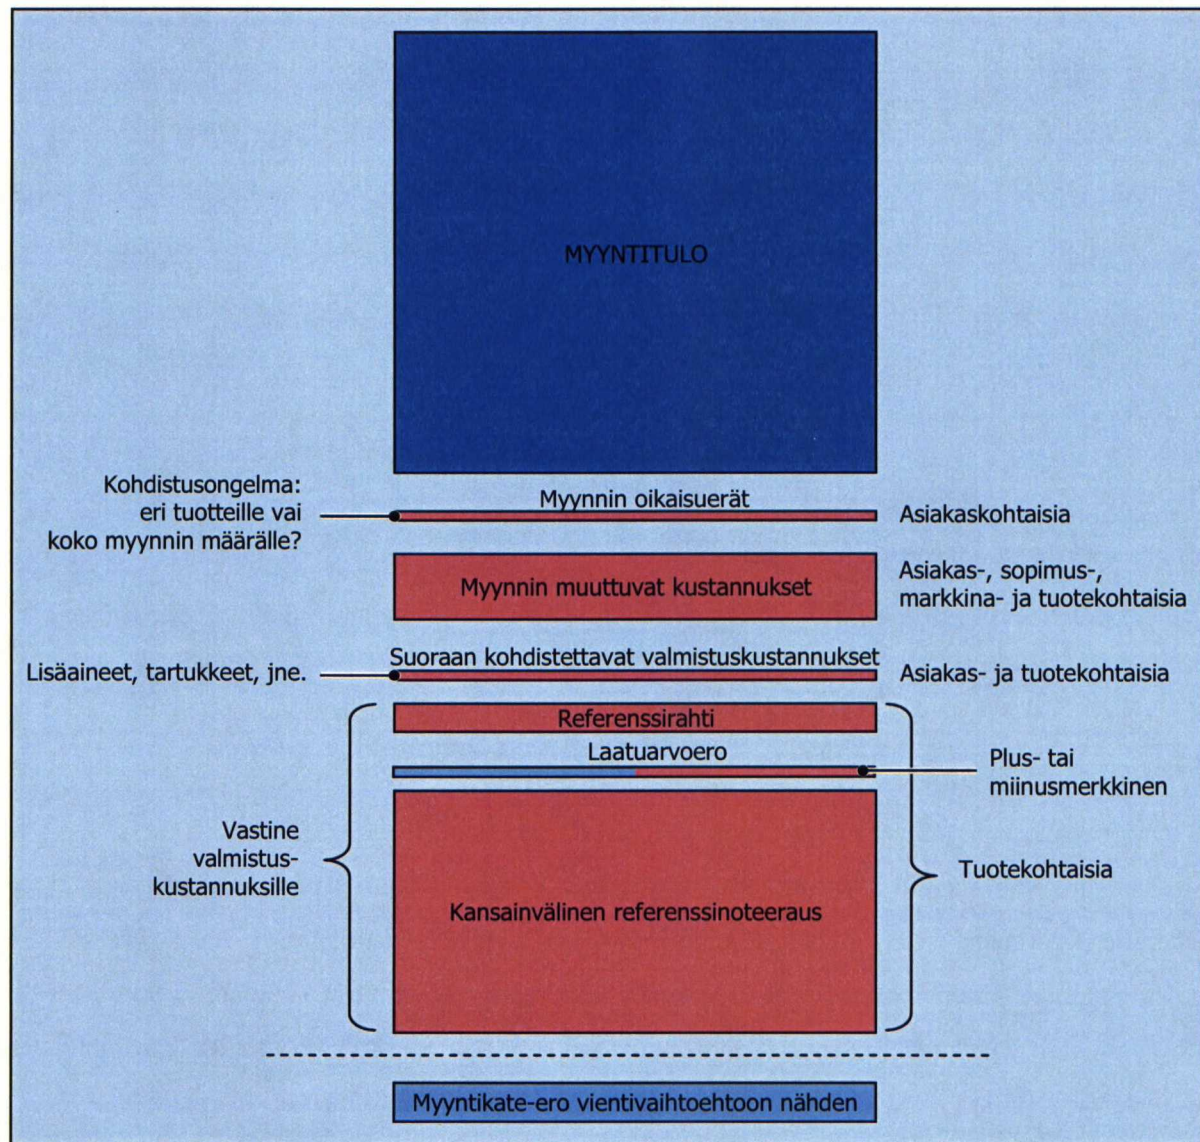 MYYNTITULO
Kohdistusongelma:
eri tuotteille vai
koko myynnin määrälle?
Myynnin oikaisuerät
Asiakaskohtaisia
Myynnin muuttuvat kustannukset
Asiakas-, sopimus-,
markkina- ja tuotekohtaisia
Lisäaineet, tartukkeet, jne.
Suoraan kohdistettavat valmistuskustannukset
Asiakas- ja tuotekohtaisia
Referenssirahti
Laatuarvoero
Plus- tai
miinusmerkkinen
Vastine
valmistus-
kustannuksille
Kansainvälinen referenssinoteeraus
Tuotekohtaisia
Myyntikate-ero vientivaihtoehtoon nähden